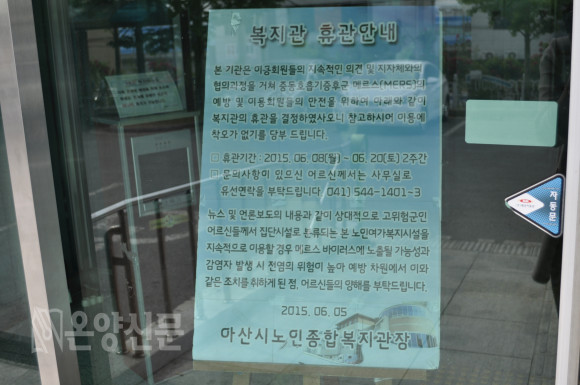 복지관 휴관안내
본 기관은 이용회원들의 지속적인 의견 및 지자체와의
협의과정을 거쳐 중동호흡기증후군 메르스(MERS)의
예방 및 이용회원들의 안전을 위하여 아래와 같이
복지관의 휴관을 결정하였사오니 참고하시어 이용에
착오가 없기를 당부 드립니다.
□ 휴관기간 : 2015. 06. 08(월) ~ 06. 20(토) 2주간
□ 문의사항이 있으신 어르신께서는 사무실로
유선연락을 부탁드립니다. 041) 544-1401~3
뉴스 및 언론보도의 내용과 같이 상대적으로 고위험군인
어르신들께서 집단시설로 분류되는 본 노인여가복지시설을
지속적으로 이용할 경우 메르스 바이러스에 노출될 가능성과
감염자 발생 시 전염의 위험이 높아 예방 차원에서 이와
같은 조치를 취하게 된 점, 어르신들의 양해를 부탁드립니다.
2015. 06. 05
아산시노인종합복지관장
자동문
온양신문